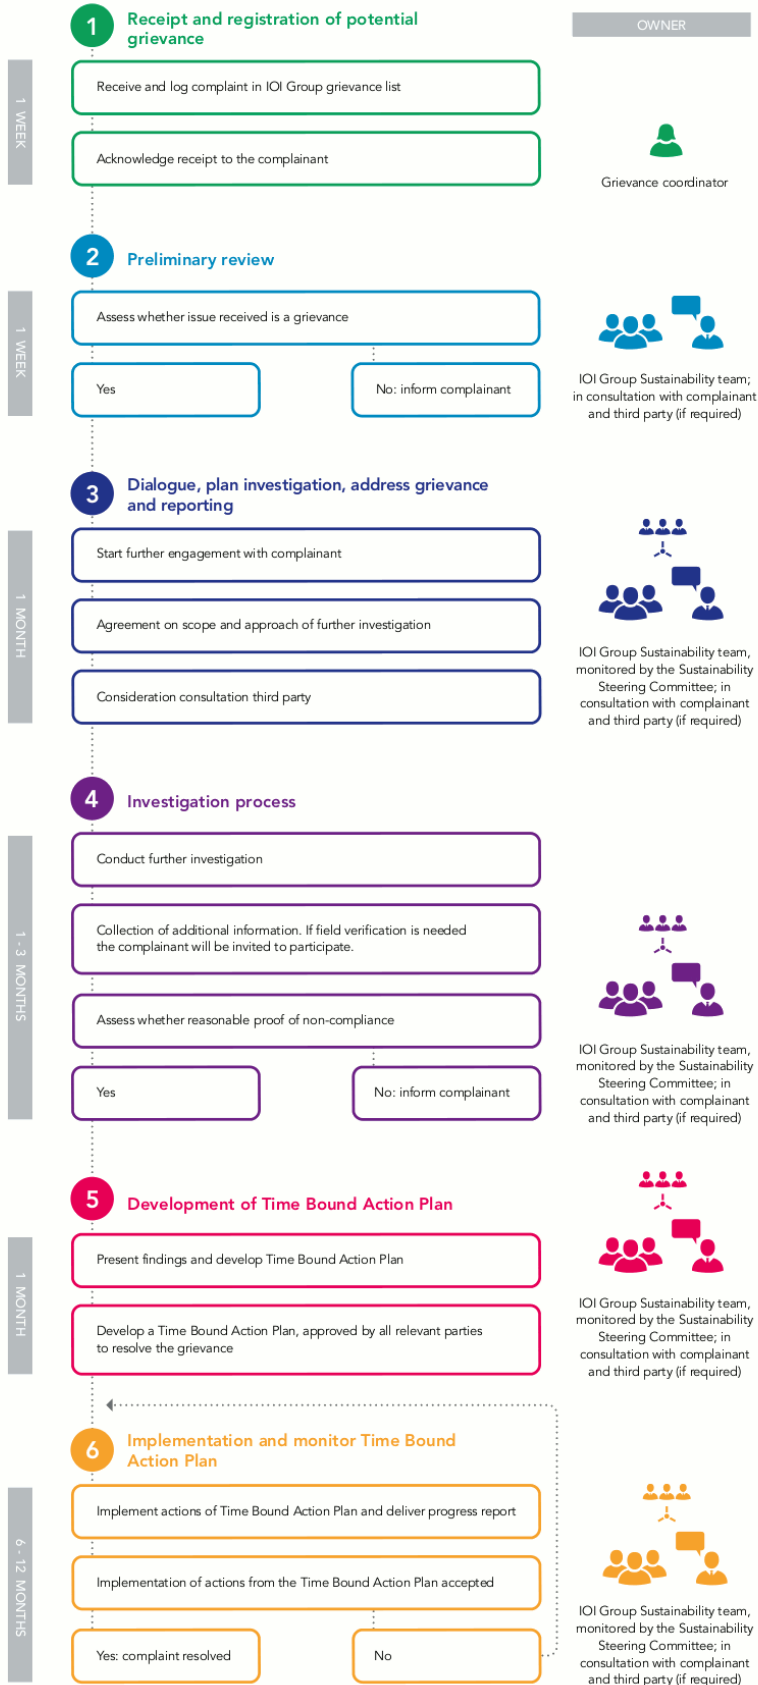 1
Receipt and registration of potential
grievance
OWNER
1 WEEK
Receive and log complaint in IOI Group grievance list
Acknowledge receipt to the complainant
Grievance coordinator
2
Preliminary review
1 WEEK
Assess whether issue received is a grievance
Yes
No: inform complainant
IOI Group Sustainability team;
in consultation with complainant
and third party (if required)
3
Dialogue, plan investigation, address grievance
and reporting
1 MONTH
Start further engagement with complainant
Agreement on scope and approach of further investigation
Consideration consultation third party
IOI Group Sustainability team,
monitored by the Sustainability
Steering Committee; in
consultation with complainant
and third party (if required)
4
Investigation process
1 - 3 MONTHS
Conduct further investigation
Collection of additional information. If field verification is needed
the complainant will be invited to participate.
Assess whether reasonable proof of non-compliance
Yes
No: inform complainant
IOI Group Sustainability team,
monitored by the Sustainability
Steering Committee; in
consultation with complainant
and third party (if required)
5
Development of Time Bound Action Plan
1 MONTH
Present findings and develop Time Bound Action Plan
Develop a Time Bound Action Plan, approved by all relevant parties
to resolve the grievance
IOI Group Sustainability team,
monitored by the Sustainability
Steering Committee; in
consultation with complainant
and third party (if required)
6
Implementation and monitor Time Bound
Action Plan
6 - 12 MONTHS
Implement actions of Time Bound Action Plan and deliver progress report
Implementation of actions from the Time Bound Action Plan accepted
Yes: complaint resolved
No
IOI Group Sustainability team,
monitored by the Sustainability
Steering Committee; in
consultation with complainant
and third party (if required)